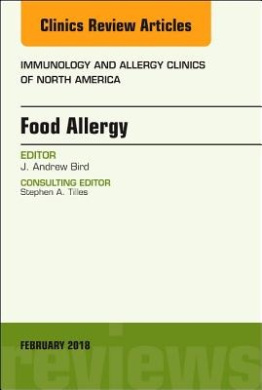 Clinics Review Articles
IMMUNOLOGY AND ALLERGY CLINICS
OF NORTH AMERICA
Food Allergy
EDITOR
J. Andrew Bird
CONSULTING EDITOR
Stephen A. Tilles
FEBRUARY 2018
reviews